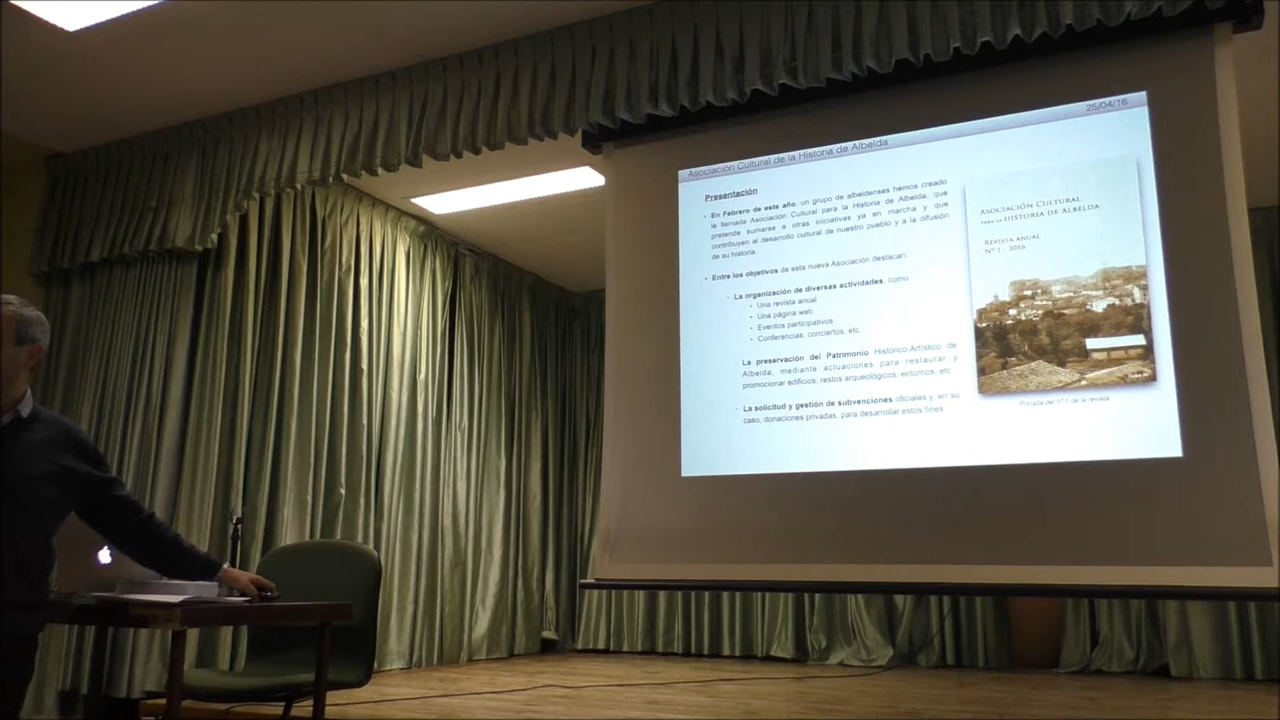 25/04/16
Asociación Cultural de la Historia de Albelda
Presentación
• En Febrero de este año, un grupo de albeldenses hemos creado
la llamada Asociación Cultural para la Historia de Albelda, que
pretende sumarse a otras iniciativas ya en marcha y que
contribuyen al desarrollo cultural de nuestro pueblo y a la difusión
de su historia.
• Entre los objetivos de esta nueva Asociación destacan:
• La organización de diversas actividades, como
• Una revista anual
• Una página web
• Eventos participativos
• Conferencias, conciertos, etc.
• La preservación del Patrimonio Histórico-Artístico de
Albelda, mediante actuaciones para restaurar y
promocionar edificios, restos arqueológicos, entornos, etc
• La solicitud y gestión de subvenciones oficiales y, en su
caso, donaciones privadas, para desarrollar estos fines
ASOCIACIÓN CULTURAL
PARA LA HISTORIA DE ALBELDA
REVISTA ANUAL
Nº 1 - 2016
Portada del nº 1 de la revista